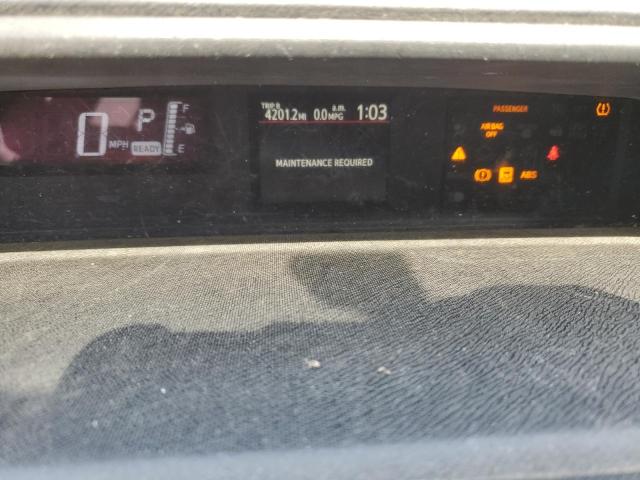 0 MPH P READY F E
TRIP B 4201.2 MI 0.0 MPG a.m. 1:03
MAINTENANCE REQUIRED
PASSENGER
AIR BAG
OFF
ABS